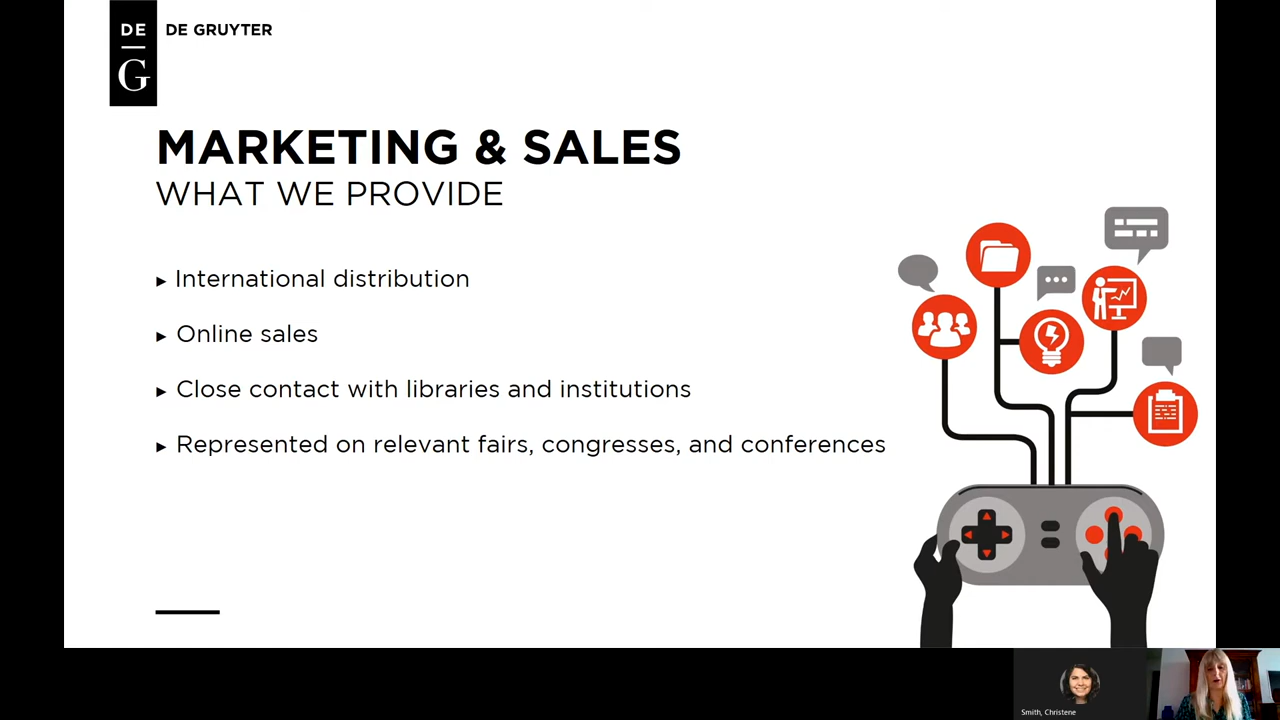 DE
G
DE GRUYTER
MARKETING & SALES
WHAT WE PROVIDE
▸ International distribution
▸ Online sales
▸ Close contact with libraries and institutions
▸ Represented on relevant fairs, congresses, and conferences
Smith, Christene